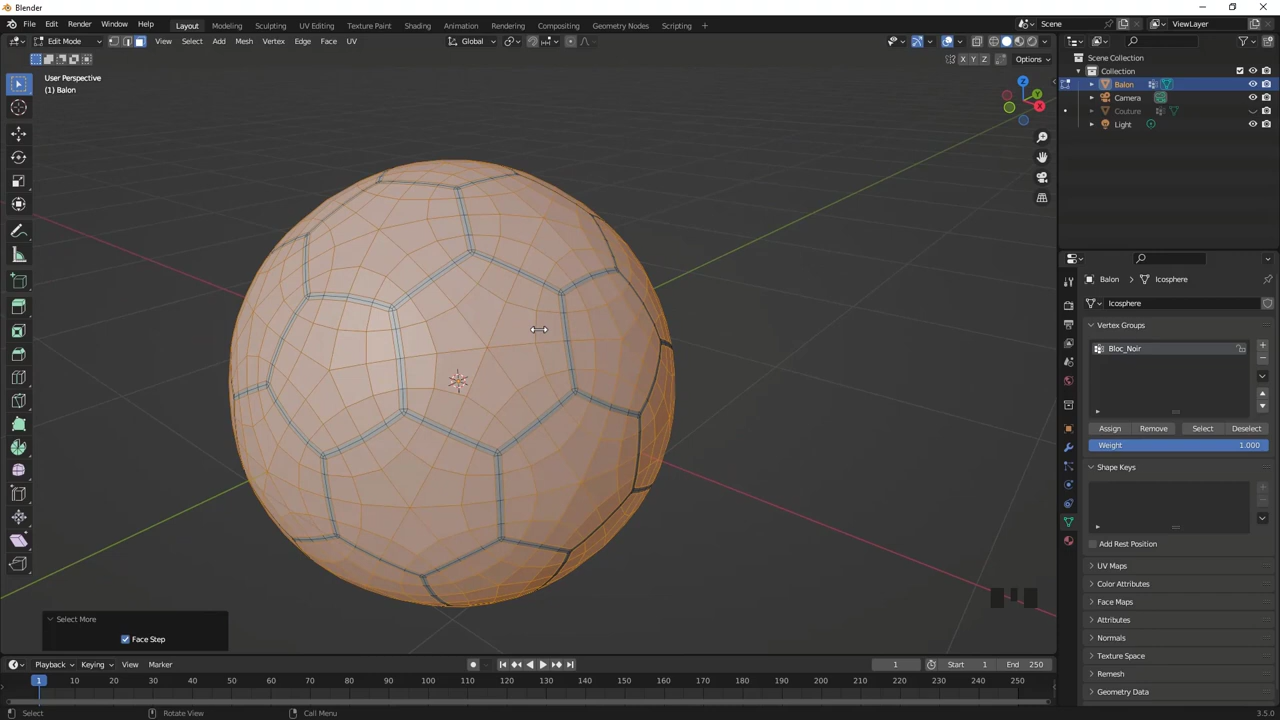 Blender
File Edit Render Window Help Layout Modeling Sculpting UV Editing Texture Paint Shading Animation Rendering Compositing Geometry Nodes Scripting + Scene ViewLayer
Edit Mode View Select Add Mesh Vertex Edge Face UV Global
X Y Z Options
User Perspective
(1) Balon
Z
Y
X
Scene Collection
Collection
Balon
Camera
Couture
Light
Balon Icosphere
Icosphere
Vertex Groups
Bloc_Noir
Assign Remove Select Deselect
Weight 1.000
Shape Keys
Add Rest Position
UV Maps
Color Attributes
Face Maps
Attributes
Normals
Texture Space
Remesh
Geometry Data
Select More
Face Step
Playback Keying View Marker 1 Start 1 End 250
1 10 20 30 40 50 60 70 80 90 100 110 120 130 140 150 160 170 180 190 200 210 220 230 240 250
Select Rotate View Call Menu 3.5.0